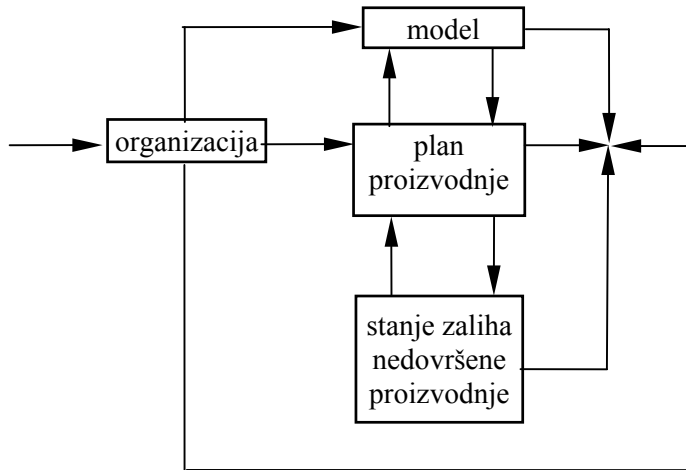 model
organizacija
plan
proizvodnje
stanje zaliha
nedovršene
proizvodnje